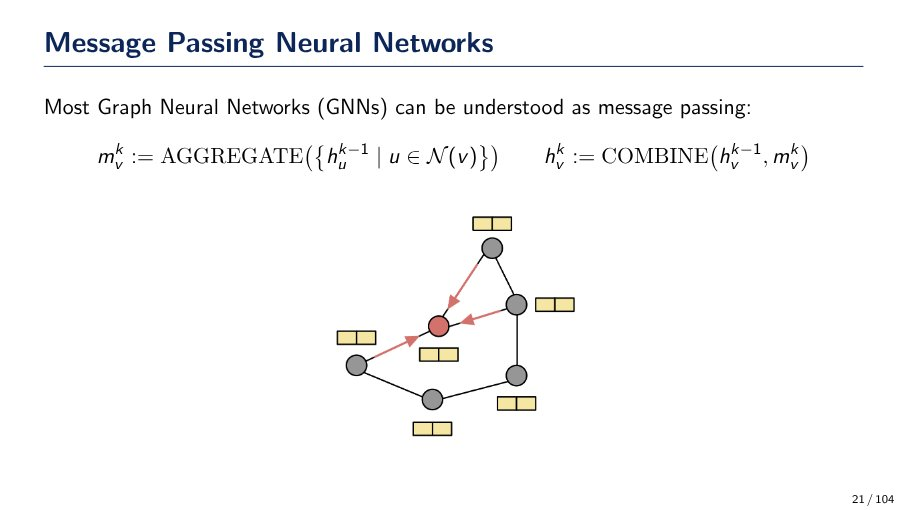 Message Passing Neural Networks
Most Graph Neural Networks (GNNs) can be understood as message passing:
m_v^k := AGGREGATE({h_u^{k−1} | u ∈ N(v)}) h_v^k := COMBINE(h_v^{k−1}, m_v^k)
21 / 104